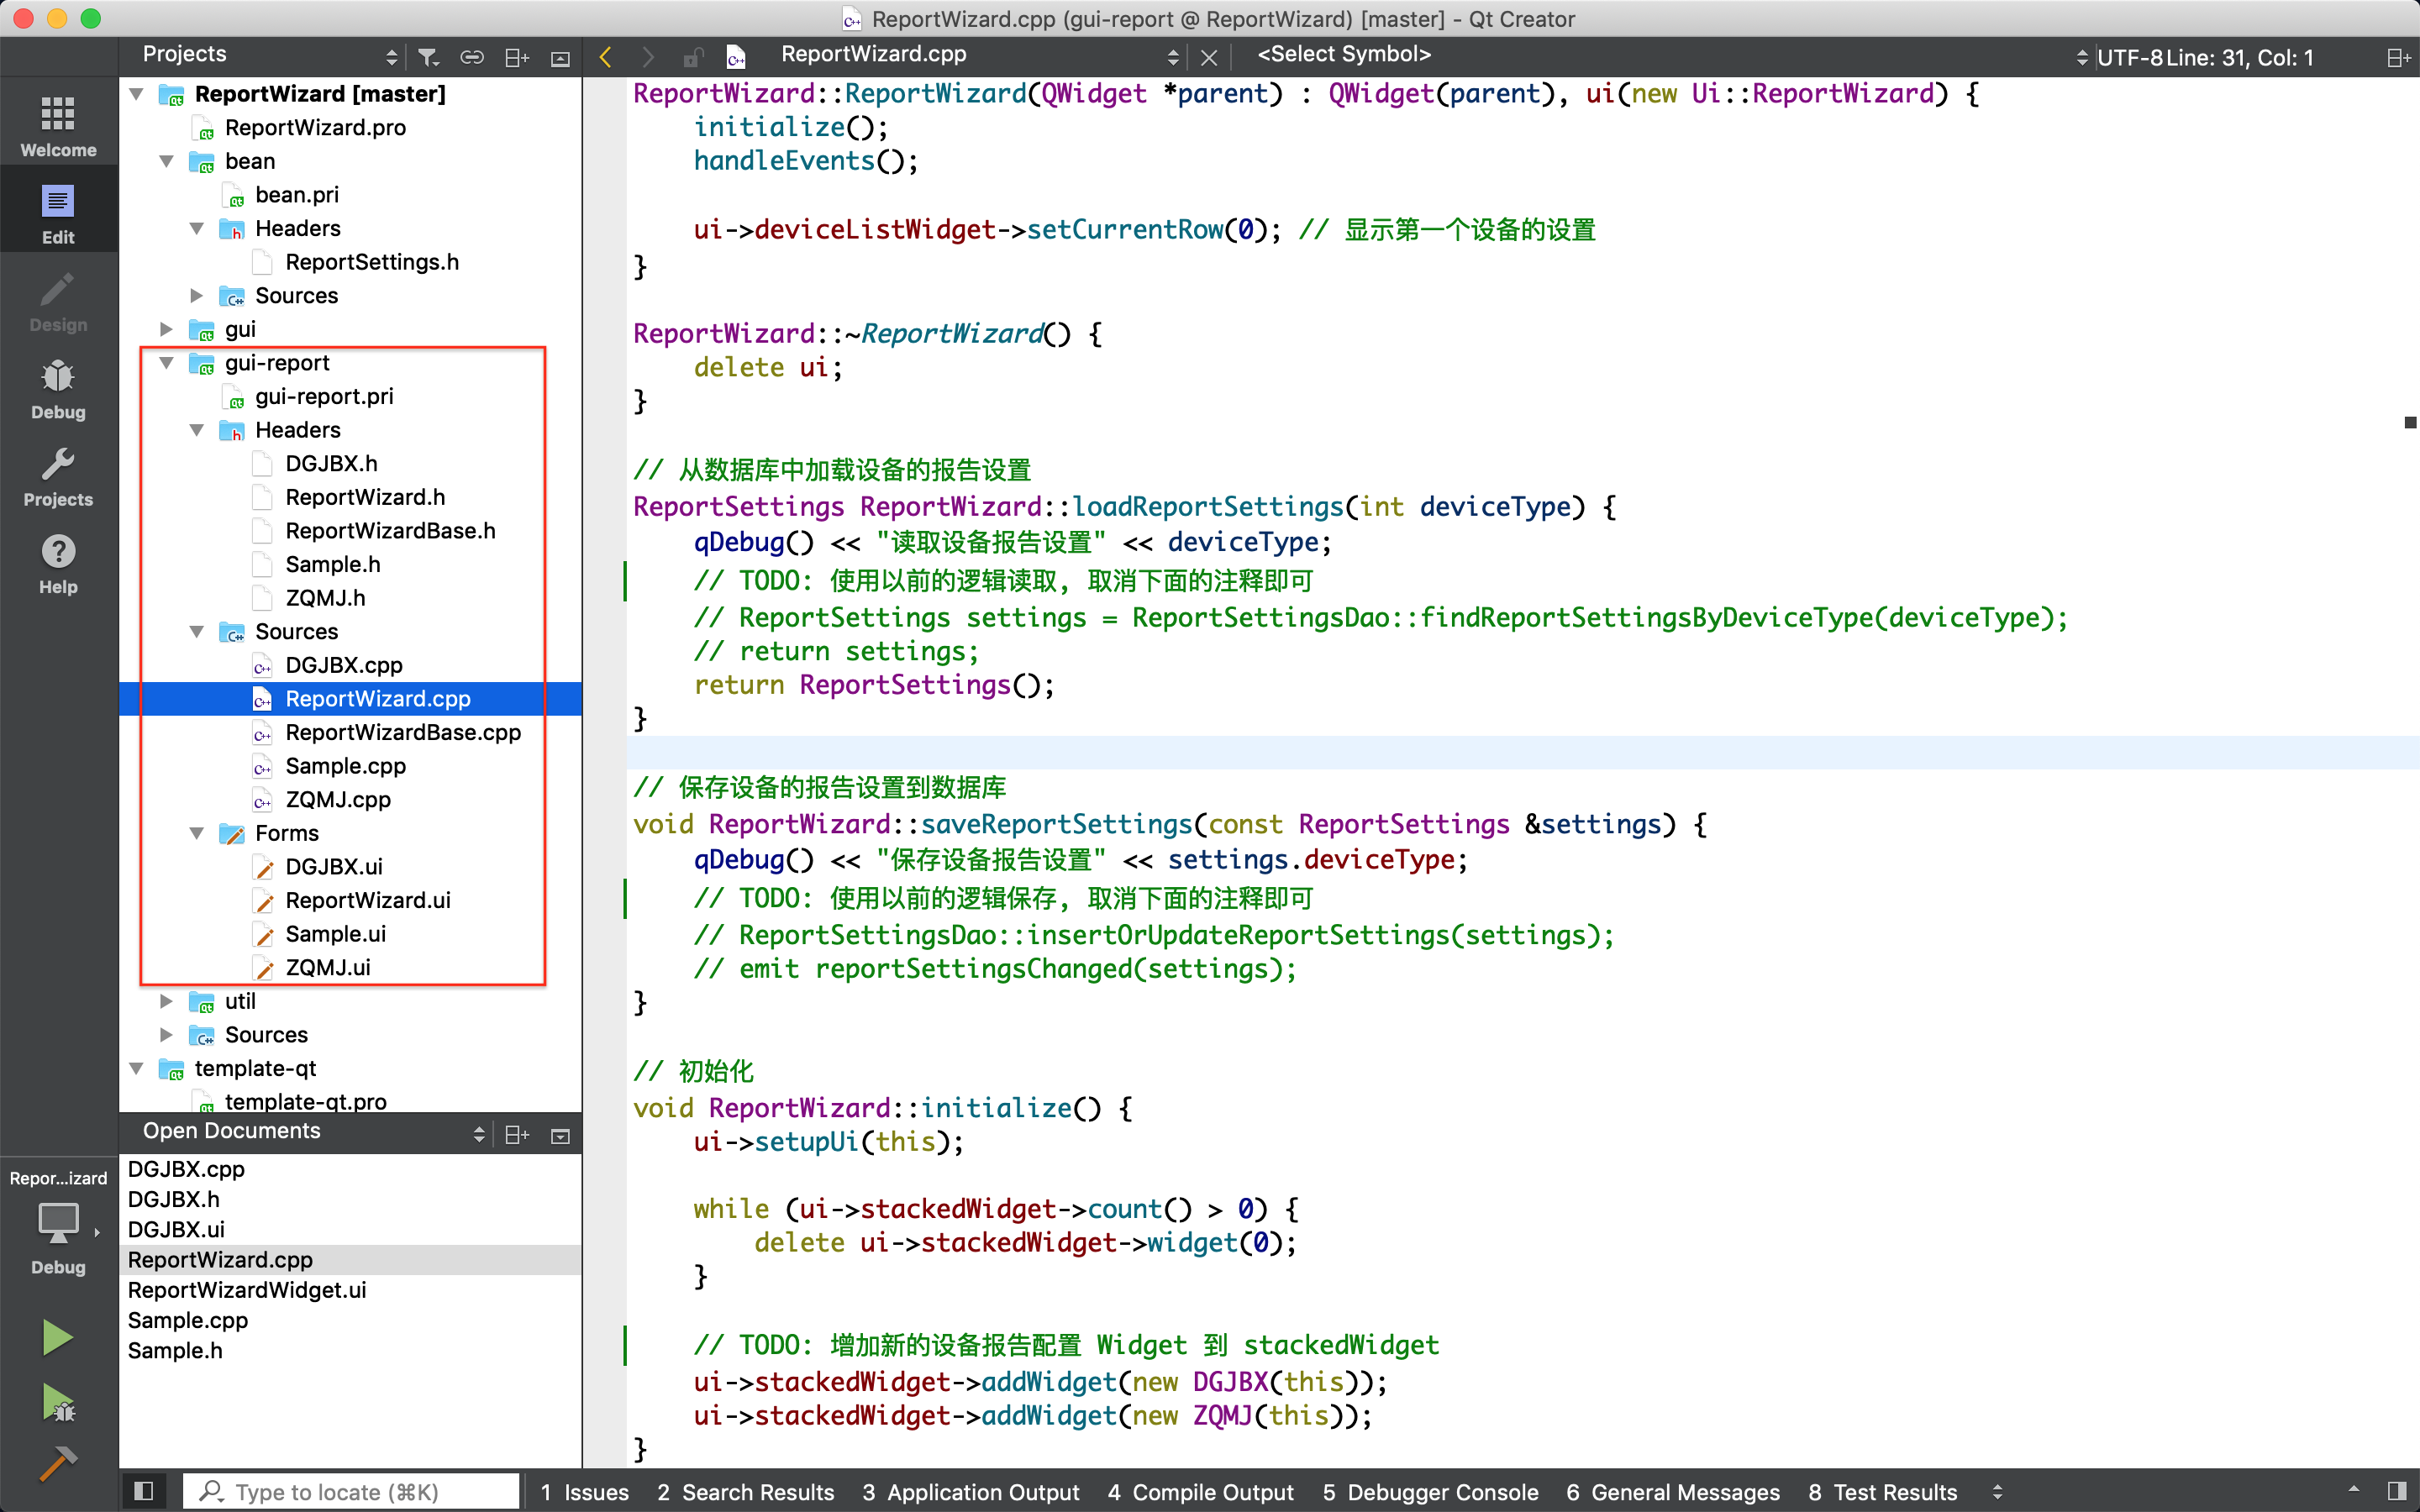 ReportWizard.cpp (gui-report @ ReportWizard) [master] - Qt Creator
Projects
ReportWizard.cpp
<Select Symbol>
UTF-8 Line: 31, Col: 1
Welcome
Edit
Design
Debug
Projects
Help
Repor...izard
Debug
ReportWizard [master]
ReportWizard.pro
bean
bean.pri
Headers
ReportSettings.h
Sources
gui
gui-report
gui-report.pri
Headers
DGJBX.h
ReportWizard.h
ReportWizardBase.h
Sample.h
ZQMJ.h
Sources
DGJBX.cpp
ReportWizard.cpp
ReportWizardBase.cpp
Sample.cpp
ZQMJ.cpp
Forms
DGJBX.ui
ReportWizard.ui
Sample.ui
ZQMJ.ui
util
Sources
template-qt
template-qt.pro
Open Documents
DGJBX.cpp
DGJBX.h
DGJBX.ui
ReportWizard.cpp
ReportWizardWidget.ui
Sample.cpp
Sample.h
ReportWizard::ReportWizard(QWidget *parent) : QWidget(parent), ui(new Ui::ReportWizard) {
    initialize();
    handleEvents();
    ui->deviceListWidget->setCurrentRow(0); // 显示第一个设备的设置
}
ReportWizard::~ReportWizard() {
    delete ui;
}
// 从数据库中加载设备的报告设置
ReportSettings ReportWizard::loadReportSettings(int deviceType) {
    qDebug() << "读取设备报告设置" << deviceType;
    // TODO: 使用以前的逻辑读取, 取消下面的注释即可
    // ReportSettings settings = ReportSettingsDao::findReportSettingsByDeviceType(deviceType);
    // return settings;
    return ReportSettings();
}
// 保存设备的报告设置到数据库
void ReportWizard::saveReportSettings(const ReportSettings &settings) {
    qDebug() << "保存设备报告设置" << settings.deviceType;
    // TODO: 使用以前的逻辑保存, 取消下面的注释即可
    // ReportSettingsDao::insertOrUpdateReportSettings(settings);
    // emit reportSettingsChanged(settings);
}
// 初始化
void ReportWizard::initialize() {
    ui->setupUi(this);
    while (ui->stackedWidget->count() > 0) {
        delete ui->stackedWidget->widget(0);
    }
    // TODO: 增加新的设备报告配置 Widget 到 stackedWidget
    ui->stackedWidget->addWidget(new DGJBX(this));
    ui->stackedWidget->addWidget(new ZQMJ(this));
}
Type to locate (⌘K)
1 Issues 2 Search Results 3 Application Output 4 Compile Output 5 Debugger Console 6 General Messages 8 Test Results